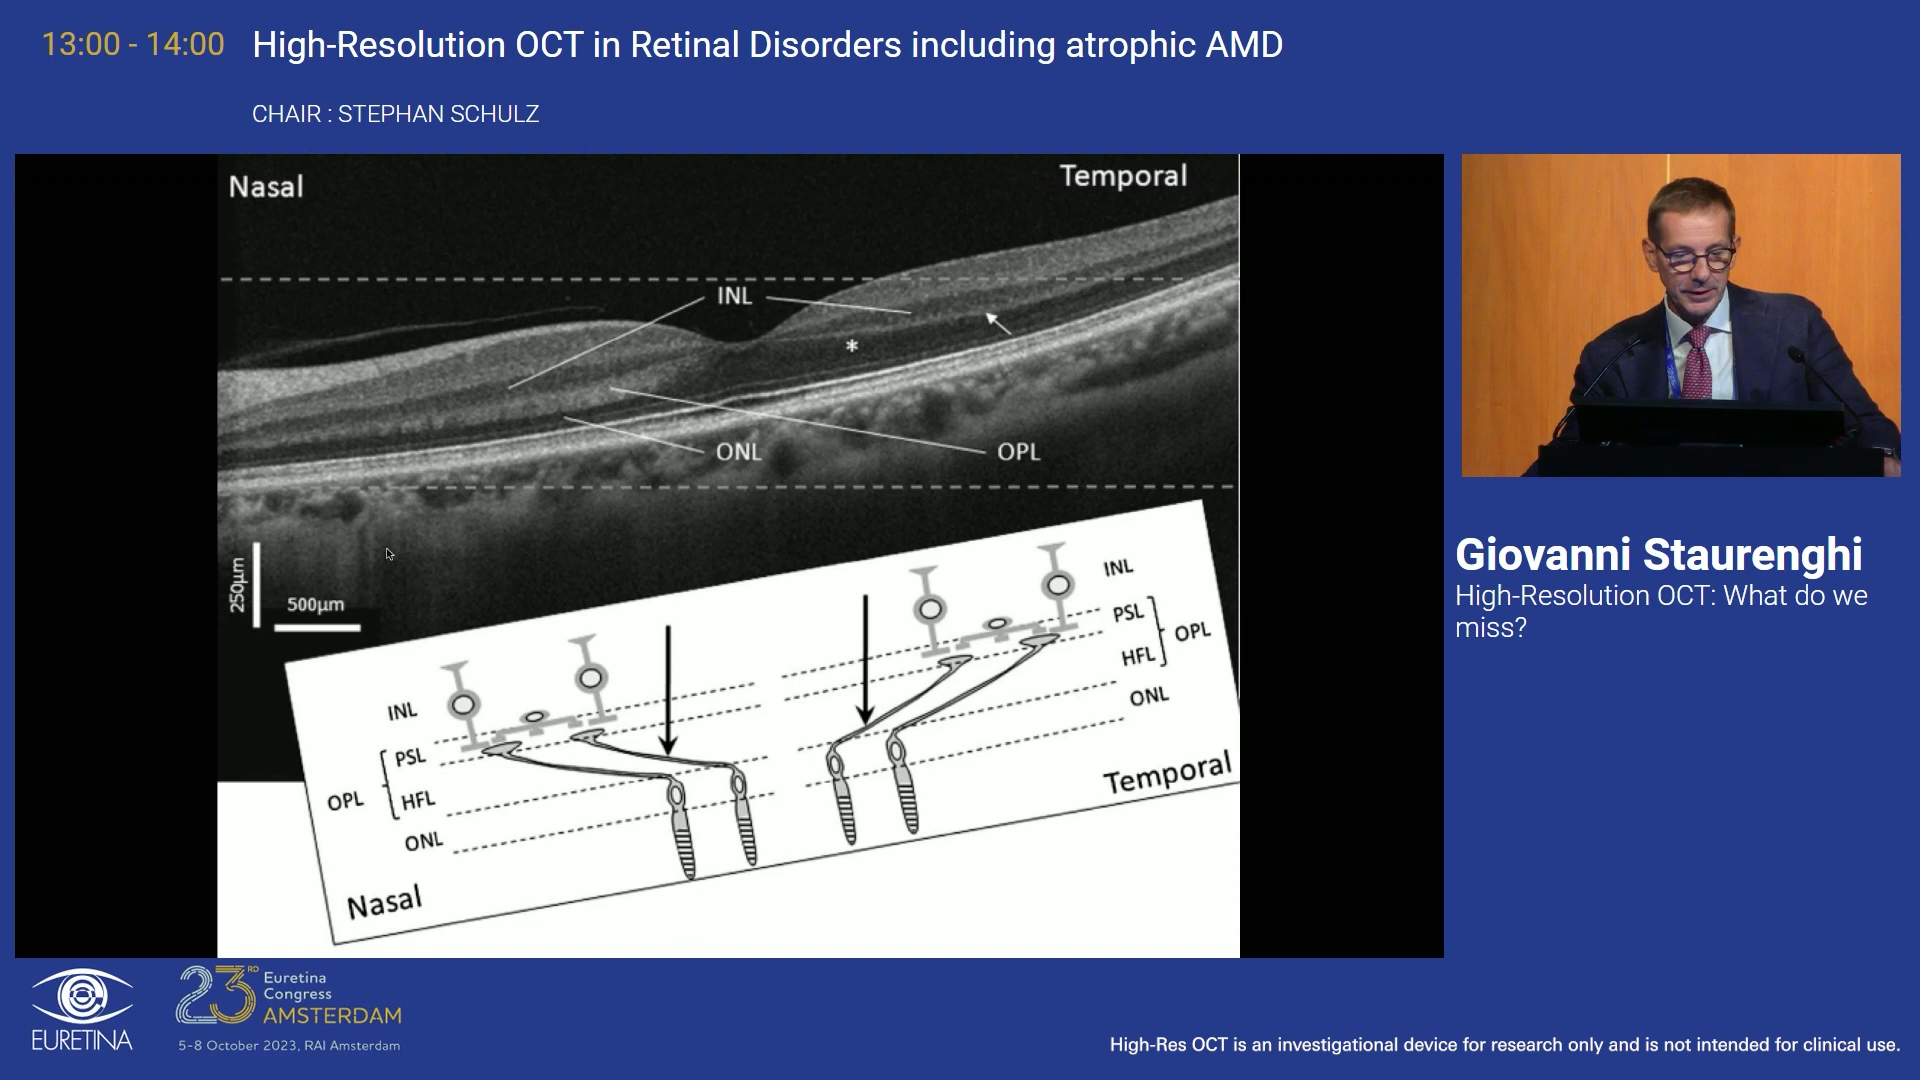 13:00 - 14:00 High-Resolution OCT in Retinal Disorders including atrophic AMD
CHAIR : STEPHAN SCHULZ
Nasal
Temporal
INL
*
ONL
OPL
250µm
500µm
INL
PSL
OPL
HFL
ONL
INL
PSL
OPL
HFL
ONL
Temporal
Nasal
Giovanni Staurenghi
High-Resolution OCT: What do we
miss?
EURETINA
23RD Euretina
Congress
AMSTERDAM
5-8 October 2023, RAI Amsterdam
High-Res OCT is an investigational device for research only and is not intended for clinical use.